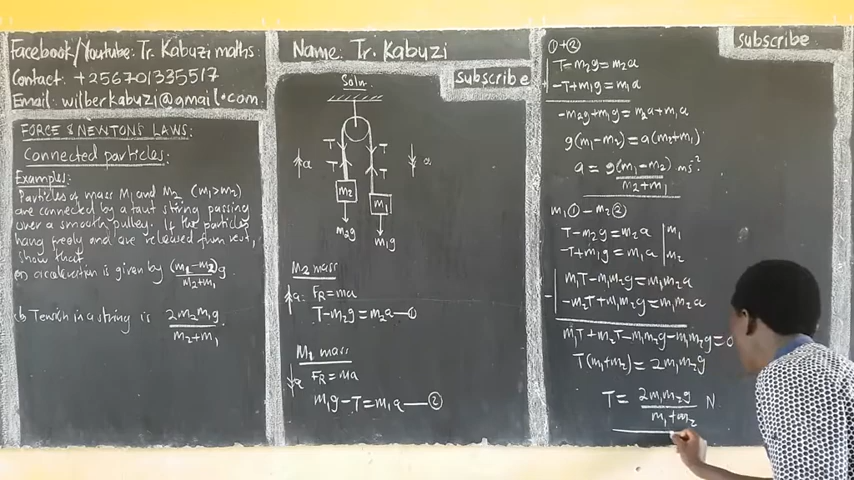 Facebook/Youtube: Tr. Kabuzi maths
Contact: +256701335517
Email: wilberkabuzi@gmail.com
FORCE & NEWTONS LAWS:
Connected particles:
Examples:
Particles of mass M₁ and M₂ (m₁>m₂)
are connected by a taut string passing
over a smooth pulley. If the particles
hang freely and are released from rest,
show that
acceleration is given by (m₁-m₂)g/m₂+m₁
(b) Tension in a string is 2m₂m₁g/m₂+m₁.
Name: Tr. Kabuzi
Soln
subscribe
T T
T T
a a
m₂ m₁
m₂g m₁g
M₂ mass
a: FR=ma
T-m₂g=m₂a—①
M₁ mass
a FR=ma
m₁g-T=m₁a—②
①+②
T-m₂g=m₂a
-T+m₁g=m₁a
-m₂g+m₁g=m₂a+m₁a
g(m₁-m₂)=a(m₂+m₁)
a=g(m₁-m₂)/m₂+m₁ ms⁻²
m₁①-m₂②
T-m₂g=m₂a |m₁
-T+m₁g=m₁a |m₂
m₁T-m₁m₂g=m₁m₂a
-m₂T+m₁m₂g=m₁m₂a
m₁T+m₂T-m₁m₂g-m₁m₂g=0
T(m₁+m₂)=2m₁m₂g
T=2m₁m₂g/m₁+m₂ N
subscribe